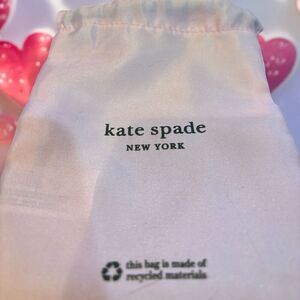 kate spade
NEW YORK
this bag is made of
recycled materials